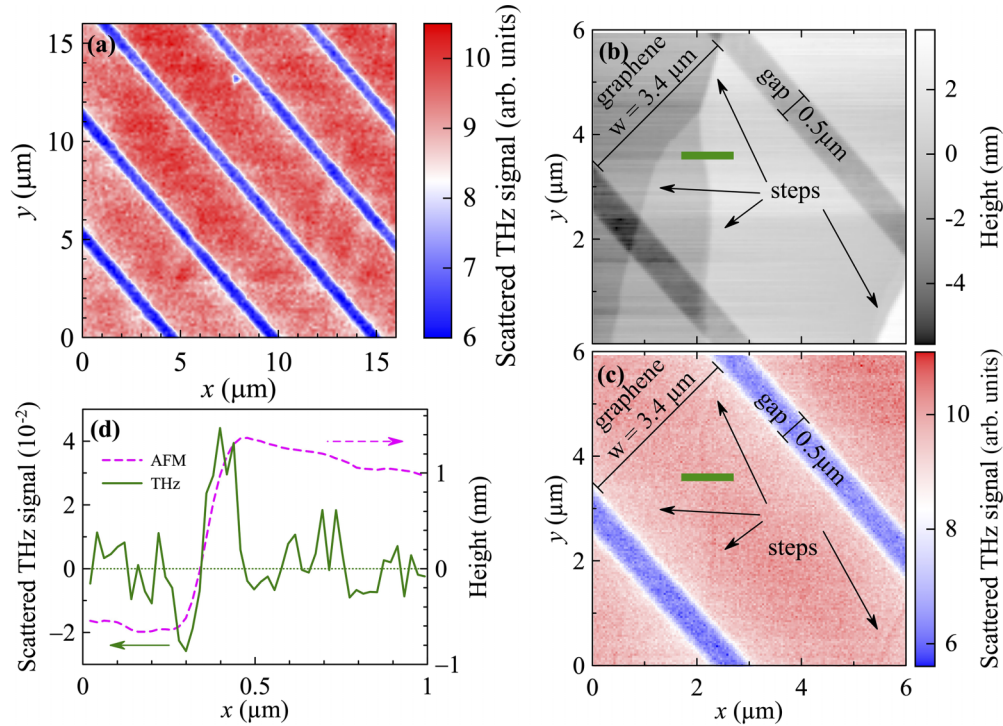 (a)
y (μm)
15
10
5
0
0
5
10
15
x (μm)
10
9
8
7
6
Scattered THz signal (arb. units)
(b)
graphene
w = 3.4 μm
gap
0.5μm
steps
y (μm)
6
4
2
2
0
-2
-4
Height (nm)
(c)
graphene
w = 3.4 μm
gap
0.5μm
steps
y (μm)
6
4
2
0
0
2
4
6
x (μm)
10
8
6
Scattered THz signal (arb. units)
(d)
AFM
THz
Scattered THz signal (10⁻²)
4
2
0
−2
0
0.5
1
x (μm)
1
0
−1
Height (nm)